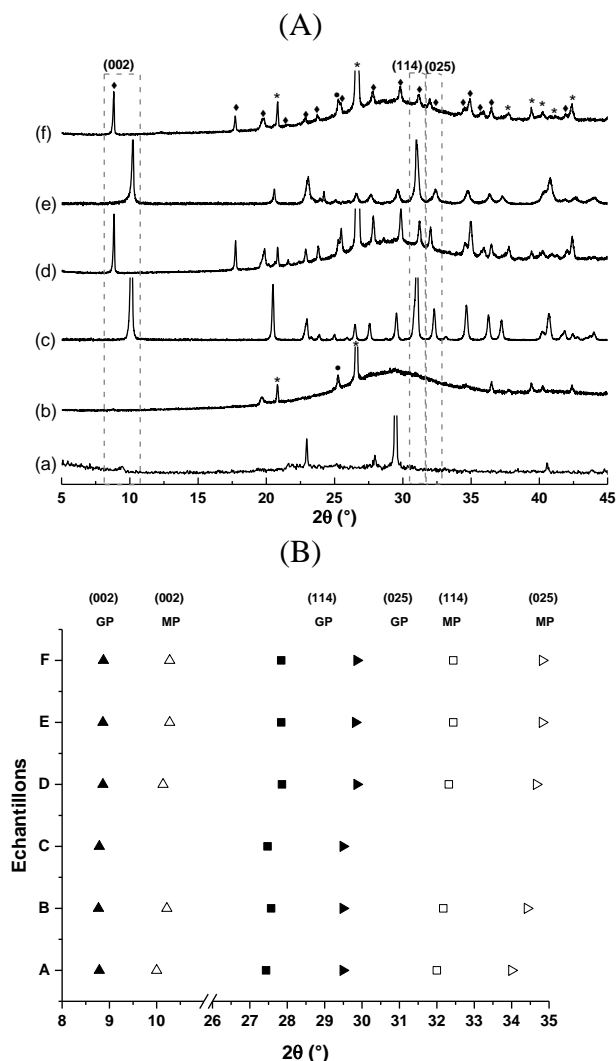 (A)
(002)
(114)
(025)
(f)
(e)
(d)
(c)
(b)
(a)
5 10 15 20 25 30 35 40 45
2θ (°)
(B)
(002) (002) (114) (025) (114) (025)
GP MP GP GP MP MP
F
E
D
C
B
A
Echantillons
8 9 10 26 27 28 29 30 31 32 33 34 35
2θ (°)